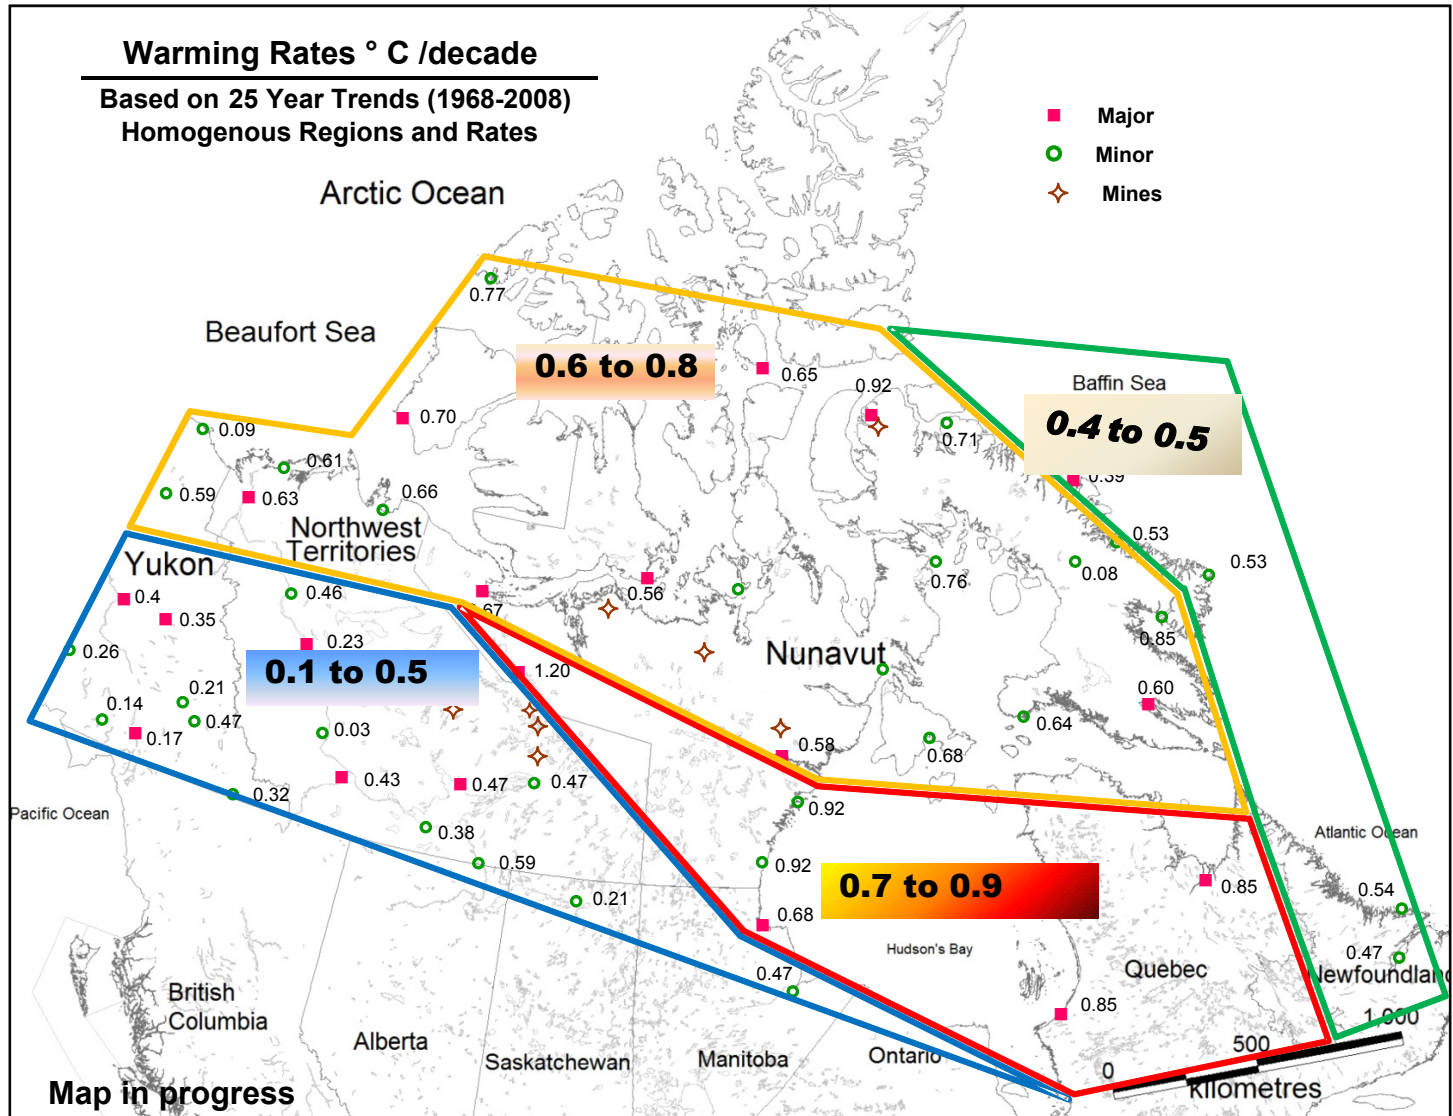 Warming Rates ° C /decade
Based on 25 Year Trends (1968-2008)
Homogenous Regions and Rates
Major
Minor
Mines
Arctic Ocean
Beaufort Sea
0.77
0.6 to 0.8
0.65
0.92
Baffin Sea
0.70
0.09
0.71
0.4 to 0.5
0.61
0.39
0.59
0.63
0.66
Northwest
Territories
0.53
Yukon
0.53
0.76
0.08
0.46
0.56
0.4
0.67
0.35
0.85
0.23
0.26
Nunavut
0.1 to 0.5
1.20
0.60
0.21
0.14
0.47
0.64
0.17
0.03
0.58
0.68
0.43
0.47
0.47
0.32
0.92
Pacific Ocean
0.38
Atlantic Ocean
0.59
0.92
0.7 to 0.9
0.85
0.21
0.54
0.68
Hudson's Bay
0.47
Quebec
Newfoundland
0.47
British
Columbia
0.85
1,000
Alberta
500
Saskatchewan
Manitoba
Ontario
0
kilometres
Map in progress